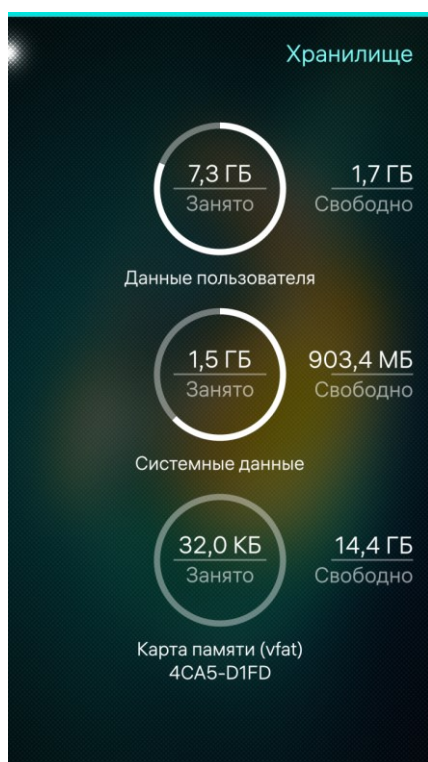 Хранилище
7,3 ГБ
Занято
1,7 ГБ
Свободно
Данные пользователя
1,5 ГБ
Занято
903,4 МБ
Свободно
Системные данные
32,0 КБ
Занято
14,4 ГБ
Свободно
Карта памяти (vfat)
4CA5-D1FD